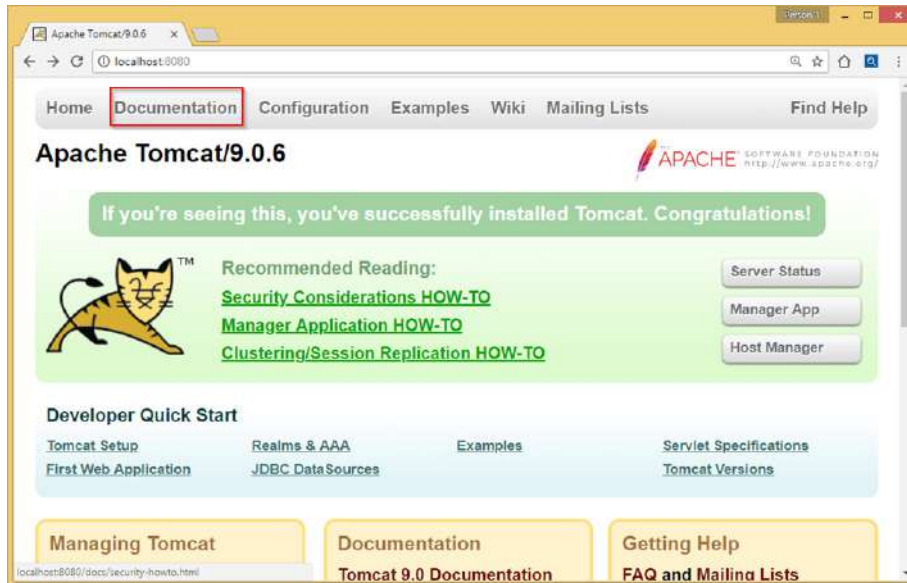 Person 1
Apache Tomcat/9.0.6
localhost:8080
Home Documentation Configuration Examples Wiki Mailing Lists Find Help
Apache Tomcat/9.0.6
THE APACHE SOFTWARE FOUNDATION
http://www.apache.org/
If you're seeing this, you've successfully installed Tomcat. Congratulations!
TM
Recommended Reading:
Security Considerations HOW-TO
Manager Application HOW-TO
Clustering/Session Replication HOW-TO
Server Status
Manager App
Host Manager
Developer Quick Start
Tomcat Setup
First Web Application
Realms & AAA
JDBC DataSources
Examples
Servlet Specifications
Tomcat Versions
Managing Tomcat
Documentation
Tomcat 9.0 Documentation
Getting Help
FAQ and Mailing Lists
localhost:8080/docs/security-howto.html